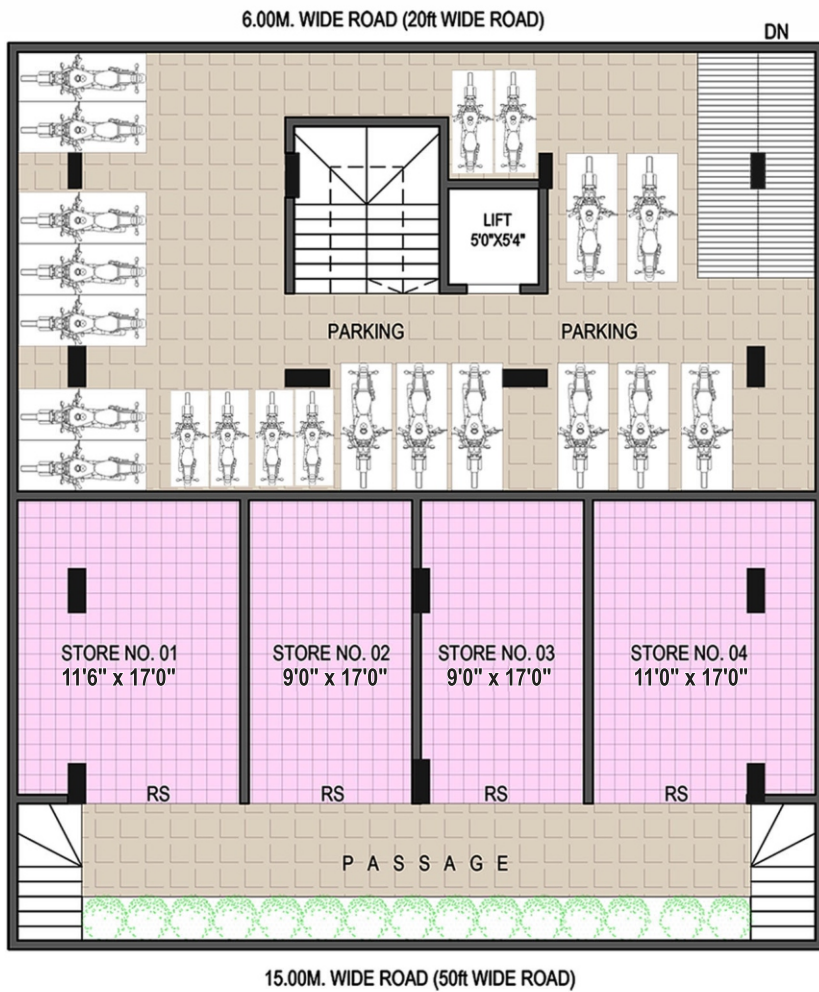 6.00M. WIDE ROAD (20ft WIDE ROAD)
DN
LIFT
5'0"X5'4"
PARKING
PARKING
STORE NO. 01
11'6" x 17'0"
STORE NO. 02
9'0" x 17'0"
STORE NO. 03
9'0" x 17'0"
STORE NO. 04
11'0" x 17'0"
RS
RS
RS
RS
PASSAGE
15.00M. WIDE ROAD (50ft WIDE ROAD)